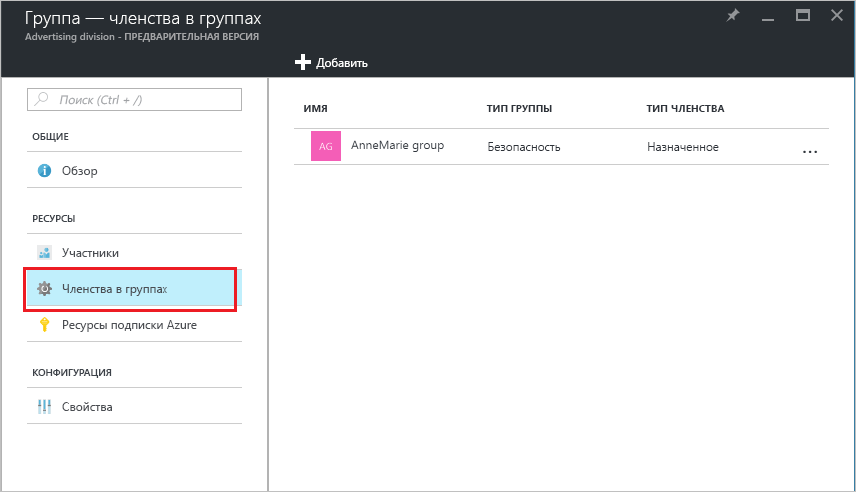 Группа — членства в группах
Advertising division - ПРЕДВАРИТЕЛЬНАЯ ВЕРСИЯ
Добавить
Поиск (Ctrl + /)
ОБЩИЕ
Обзор
РЕСУРСЫ
Участники
Членства в группах
Ресурсы подписки Azure
КОНФИГУРАЦИЯ
Свойства
ИМЯ ТИП ГРУППЫ ТИП ЧЛЕНСТВА
AG AnneMarie group Безопасность Назначенное ...